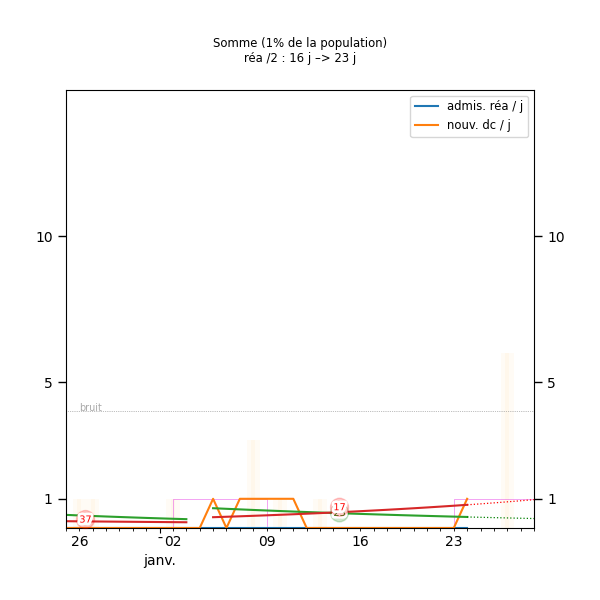 Somme (1% de la population)
réa /2 : 16 j –> 23 j
admis. réa / j
nouv. dc / j
10 10
5 5
bruit
1 1
37
17
26 02 09 16 23
janv.